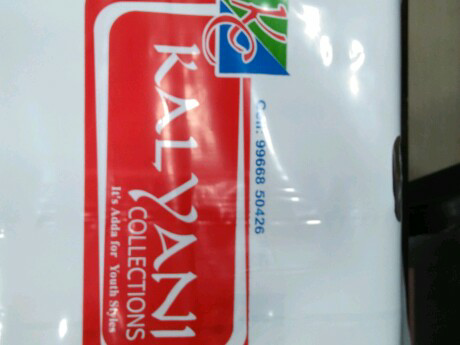 KC
Cell: 99668 50426
KALYANI
COLLECTIONS
It's Adda for Youth Styles